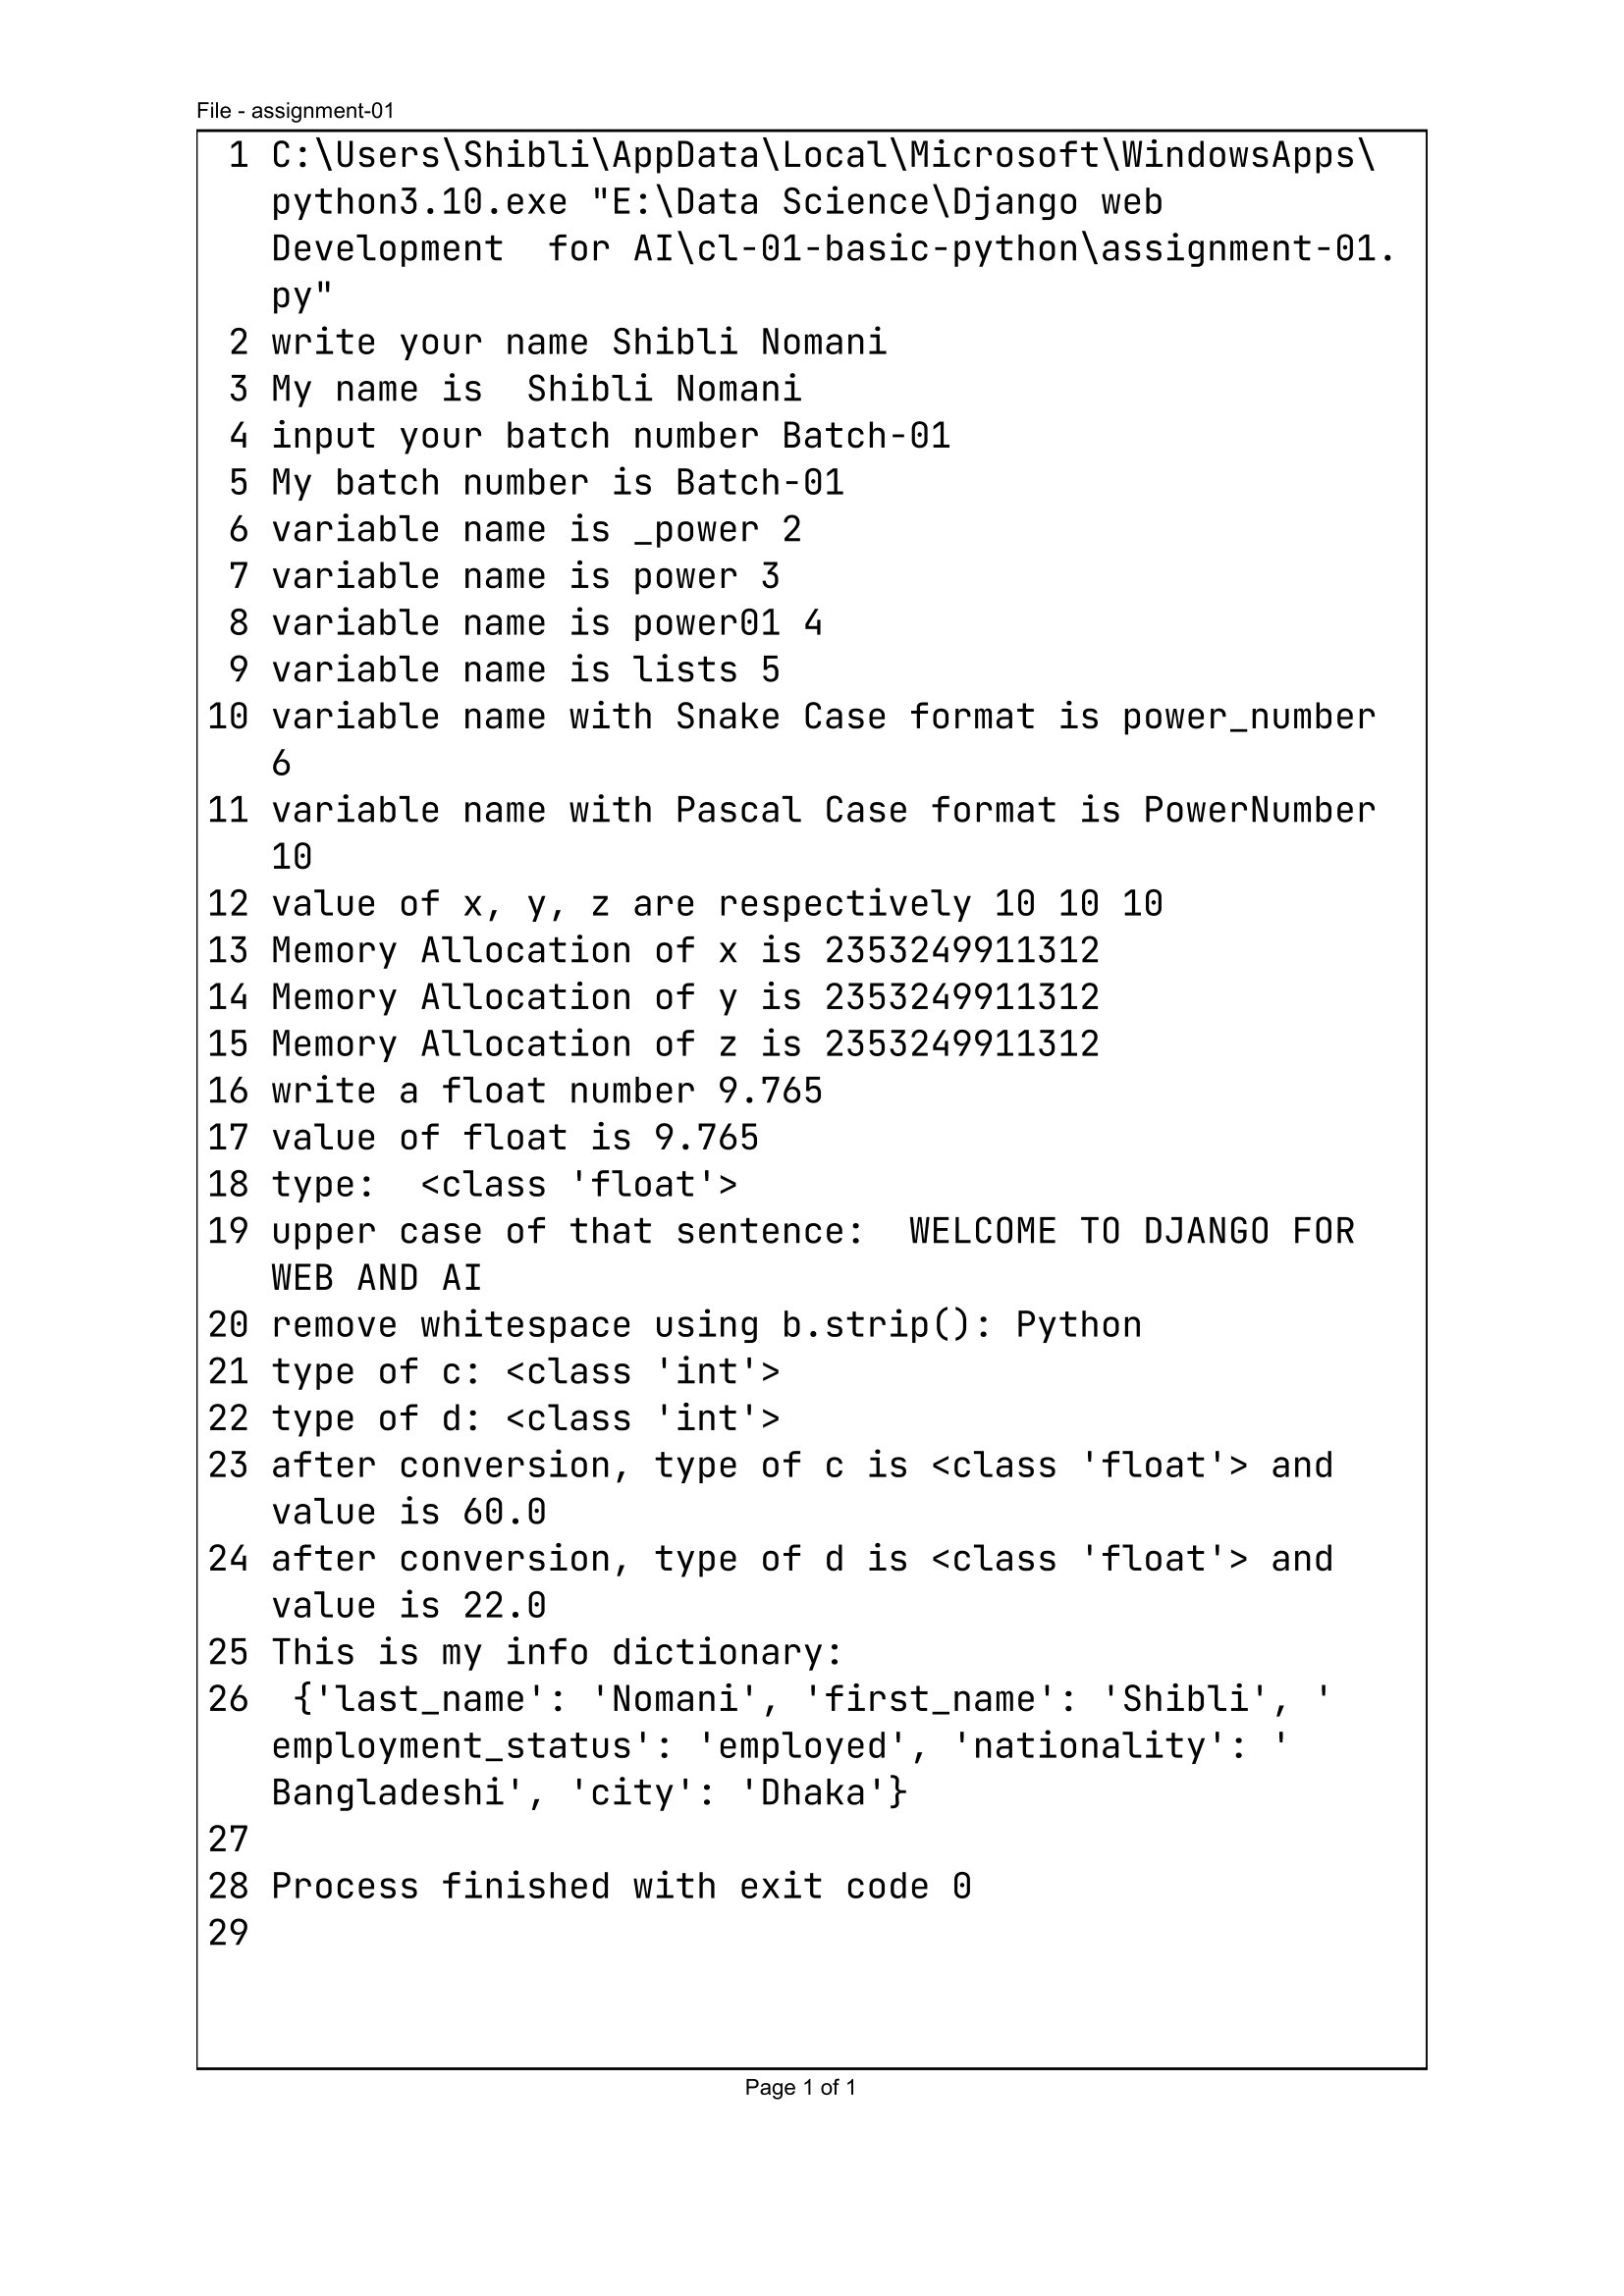 File - assignment-01
1 C:\Users\Shibli\AppData\Local\Microsoft\WindowsApps\
python3.10.exe "E:\Data Science\Django web
Development  for AI\cl-01-basic-python\assignment-01.
py"
2 write your name Shibli Nomani
3 My name is  Shibli Nomani
4 input your batch number Batch-01
5 My batch number is Batch-01
6 variable name is _power 2
7 variable name is power 3
8 variable name is power01 4
9 variable name is lists 5
10 variable name with Snake Case format is power_number
6
11 variable name with Pascal Case format is PowerNumber
10
12 value of x, y, z are respectively 10 10 10
13 Memory Allocation of x is 2353249911312
14 Memory Allocation of y is 2353249911312
15 Memory Allocation of z is 2353249911312
16 write a float number 9.765
17 value of float is 9.765
18 type:  <class 'float'>
19 upper case of that sentence:  WELCOME TO DJANGO FOR
WEB AND AI
20 remove whitespace using b.strip(): Python
21 type of c: <class 'int'>
22 type of d: <class 'int'>
23 after conversion, type of c is <class 'float'> and
value is 60.0
24 after conversion, type of d is <class 'float'> and
value is 22.0
25 This is my info dictionary:
26  {'last_name': 'Nomani', 'first_name': 'Shibli', '
employment_status': 'employed', 'nationality': '
Bangladeshi', 'city': 'Dhaka'}
27
28 Process finished with exit code 0
29
Page 1 of 1